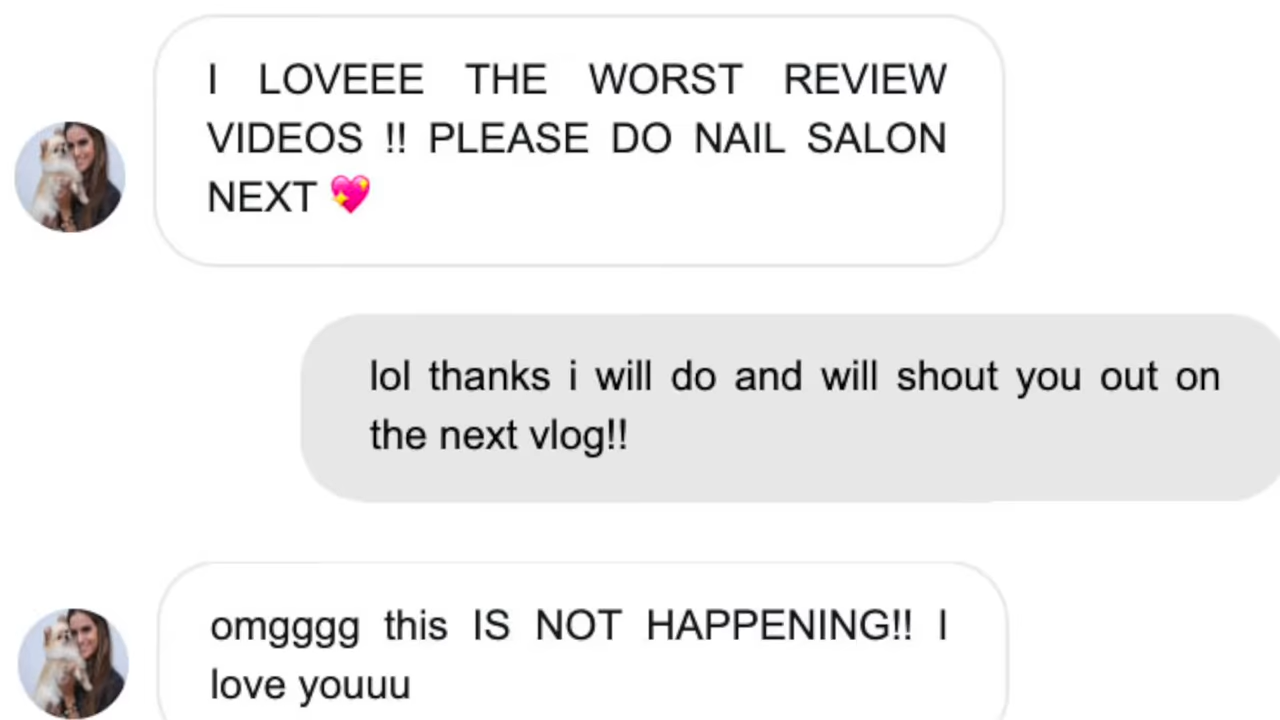 I LOVEEE THE WORST REVIEW
VIDEOS !! PLEASE DO NAIL SALON
NEXT 💖
lol thanks i will do and will shout you out on
the next vlog!!
omgggg this IS NOT HAPPENING!! I
love youuu